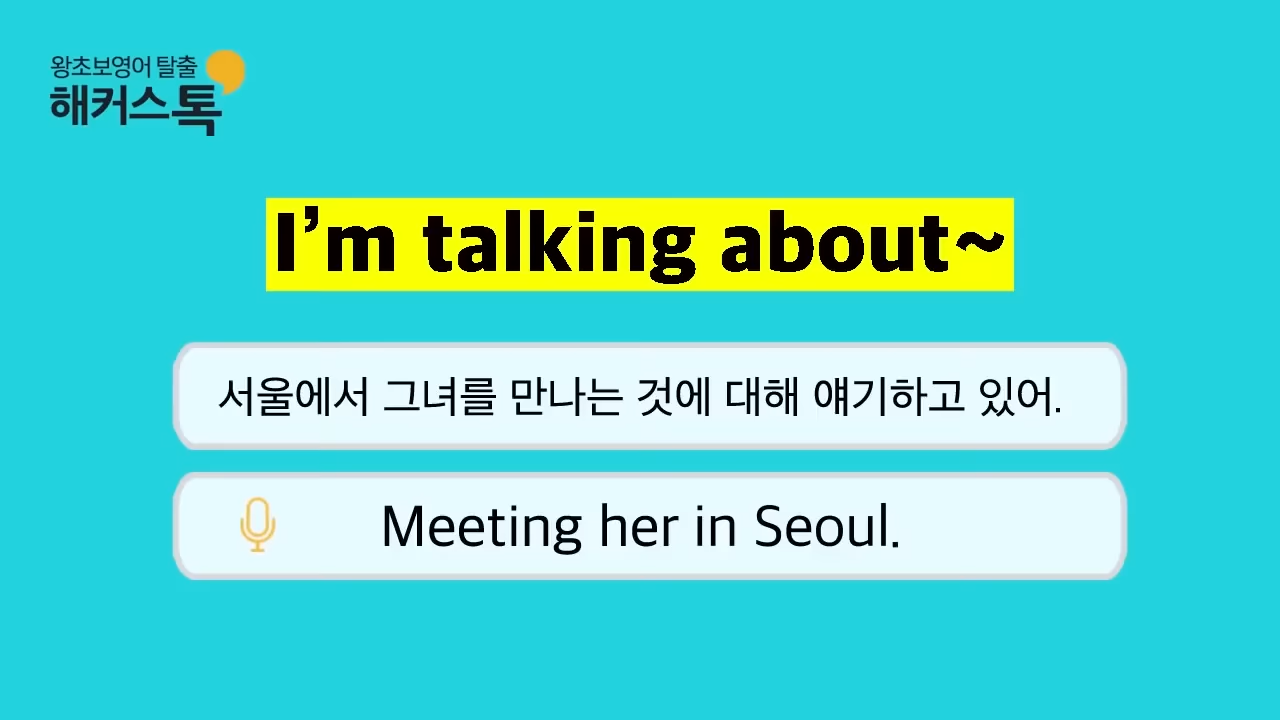 왕초보영어 탈출
해커스톡
I’m talking about~
서울에서 그녀를 만나는 것에 대해 얘기하고 있어.
Meeting her in Seoul.